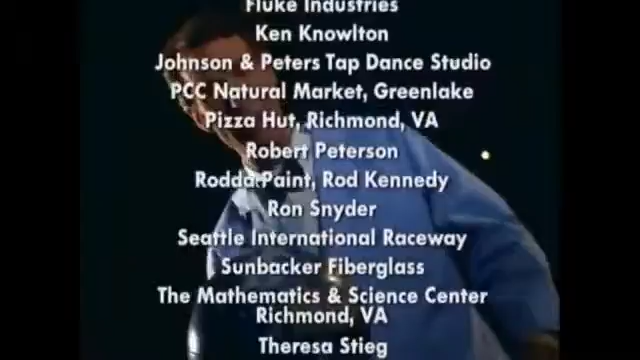 Fluke Industries
Ken Knowlton
Johnson & Peters Tap Dance Studio
PCC Natural Market, Greenlake
Pizza Hut, Richmond, VA
Robert Peterson
Rodda Paint, Rod Kennedy
Ron Snyder
Seattle International Raceway
Sunbacker Fiberglass
The Mathematics & Science Center
Richmond, VA
Theresa Stieg